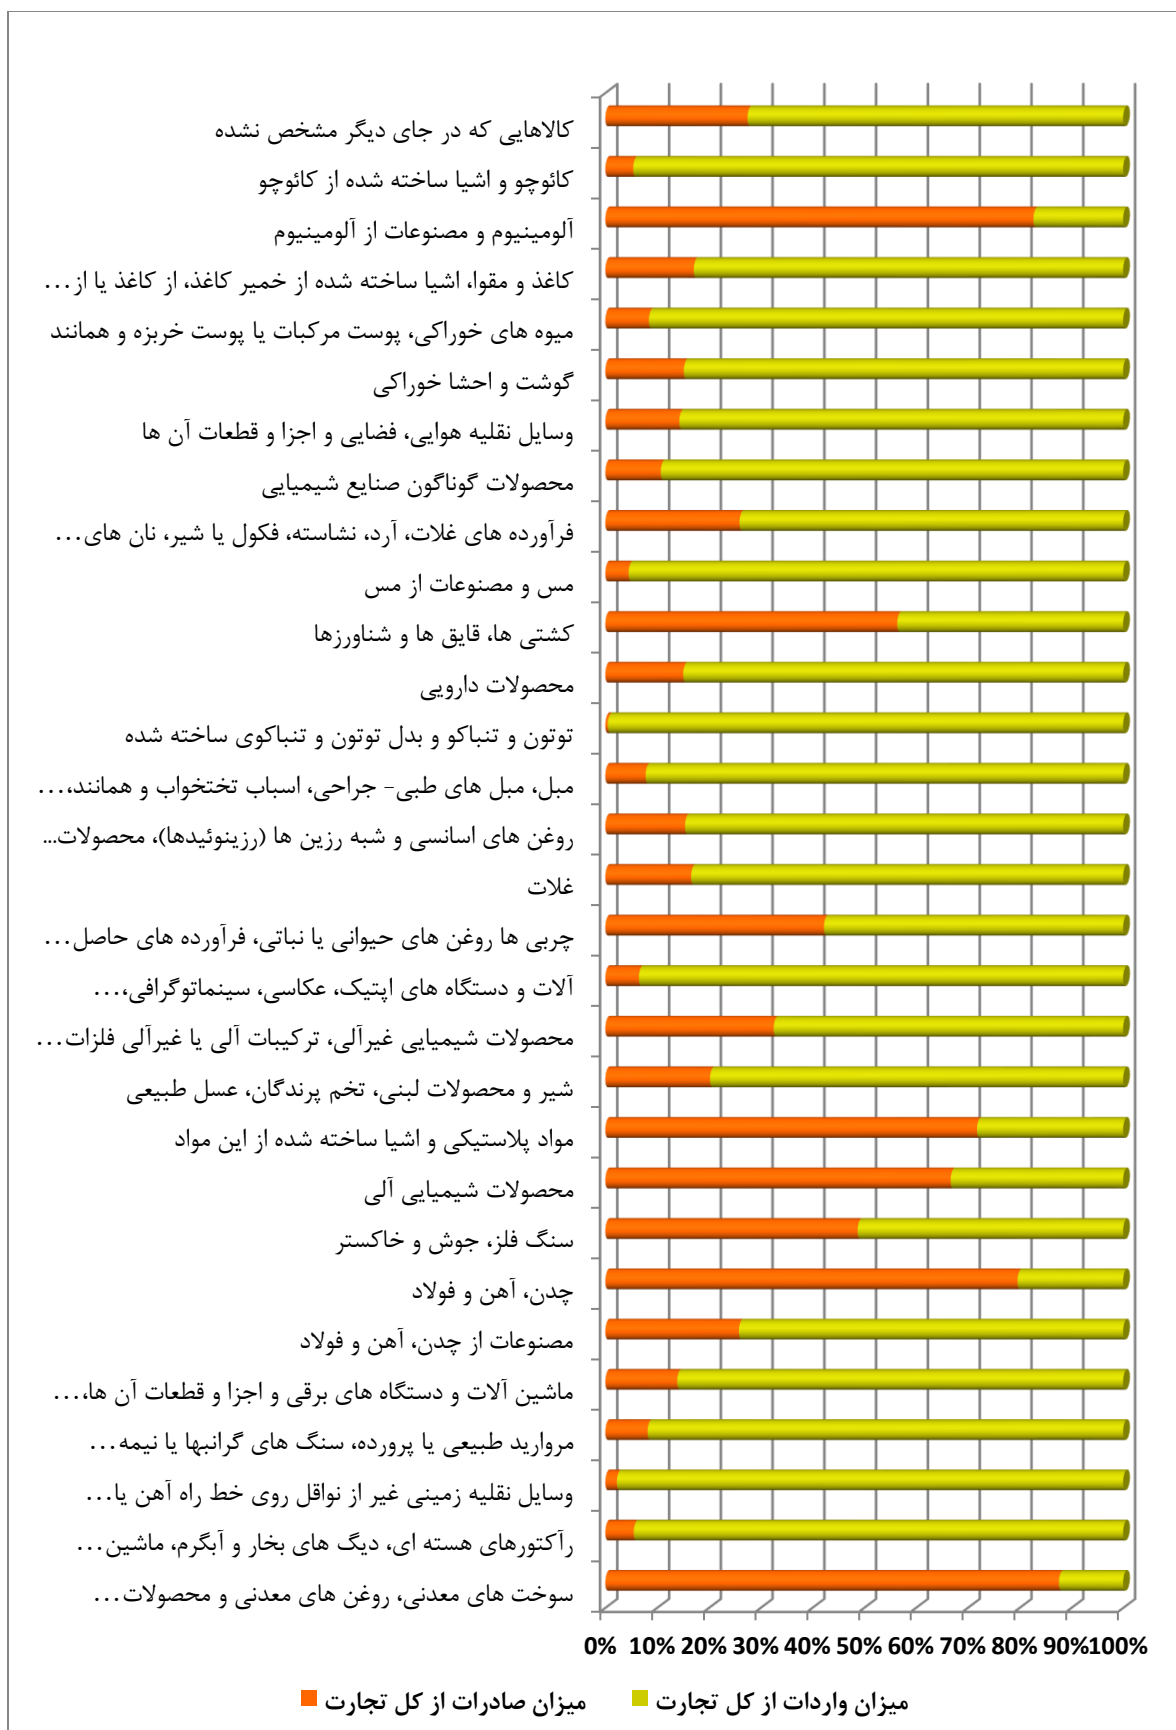 کالاهایی که در جای دیگر مشخص نشده
کائوچو و اشیا ساخته شده از کائوچو
آلومینیوم و مصنوعات از آلومینیوم
کاغذ و مقوا، اشیا ساخته شده از خمیر کاغذ، از کاغذ یا از...
میوه های خوراکی، پوست مرکبات یا پوست خربزه و همانند
گوشت و احشا خوراکی
وسایل نقلیه هوایی، فضایی و اجزا و قطعات آن ها
محصولات گوناگون صنایع شیمیایی
فرآورده های غلات، آرد، نشاسته، فکول یا شیر، نان های...
مس و مصنوعات از مس
کشتی ها، قایق ها و شناورزها
محصولات دارویی
توتون و تنباکو و بدل توتون و تنباکوی ساخته شده
مبل، مبل های طبی- جراحی، اسباب تختخواب و همانند،...
روغن های اسانسی و شبه رزین ها (رزینوئیدها)، محصولات...
غلات
چربی ها روغن های حیوانی یا نباتی، فرآورده های حاصل...
آلات و دستگاه های اپتیک، عکاسی، سینماتوگرافی،...
محصولات شیمیایی غیرآلی، ترکیبات آلی یا غیرآلی فلزات...
شیر و محصولات لبنی، تخم پرندگان، عسل طبیعی
مواد پلاستیکی و اشیا ساخته شده از این مواد
محصولات شیمیایی آلی
سنگ فلز، جوش و خاکستر
چدن، آهن و فولاد
مصنوعات از چدن، آهن و فولاد
ماشین آلات و دستگاه های برقی و اجزا و قطعات آن ها،...
مروارید طبیعی یا پرورده، سنگ های گرانبها یا نیمه...
وسایل نقلیه زمینی غیر از نواقل روی خط راه آهن یا...
رآکتورهای هسته ای، دیگ های بخار و آبگرم، ماشین...
سوخت های معدنی، روغن های معدنی و محصولات...
0% 10% 20% 30% 40% 50% 60% 70% 80% 90% 100%
میزان واردات از کل تجارت میزان صادرات از کل تجارت